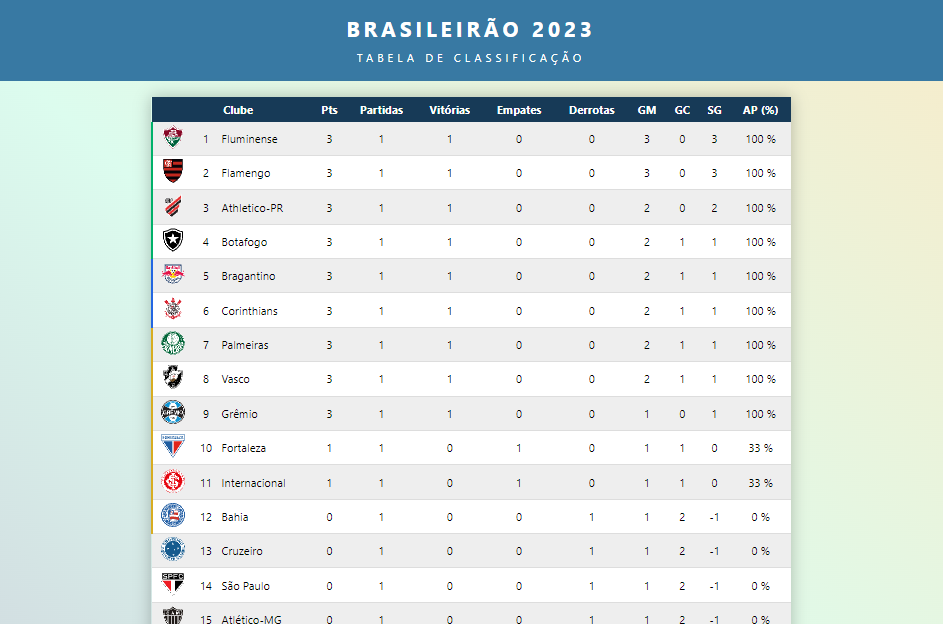 BRASILEIRÃO 2023
TABELA DE CLASSIFICAÇÃO
Clube Pts Partidas Vitórias Empates Derrotas GM GC SG AP (%)
1 Fluminense 3 1 1 0 0 3 0 3 100 %
2 Flamengo 3 1 1 0 0 3 0 3 100 %
3 Athletico-PR 3 1 1 0 0 2 0 2 100 %
4 Botafogo 3 1 1 0 0 2 1 1 100 %
5 Bragantino 3 1 1 0 0 2 1 1 100 %
6 Corinthians 3 1 1 0 0 2 1 1 100 %
7 Palmeiras 3 1 1 0 0 2 1 1 100 %
8 Vasco 3 1 1 0 0 2 1 1 100 %
GRÊMIO 9 Grêmio 3 1 1 0 0 1 0 1 100 %
10 Fortaleza 1 1 0 1 0 1 1 0 33 %
11 Internacional 1 1 0 1 0 1 1 0 33 %
12 Bahia 0 1 0 0 1 1 2 -1 0 %
13 Cruzeiro 0 1 0 0 1 1 2 -1 0 %
SPFC 14 São Paulo 0 1 0 0 1 1 2 -1 0 %
15 Atlético-MG 0 1 0 0 1 1 2 -1 0 %